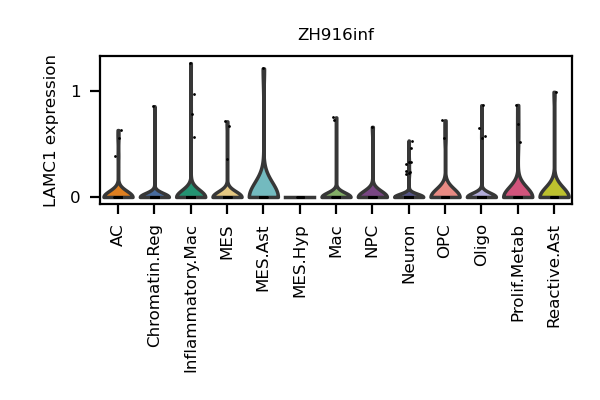 ZH916inf
LAMC1 expression
1
0
AC
Chromatin.Reg
Inflammatory.Mac
MES
MES.Ast
MES.Hyp
Mac
NPC
Neuron
OPC
Oligo
Prolif.Metab
Reactive.Ast